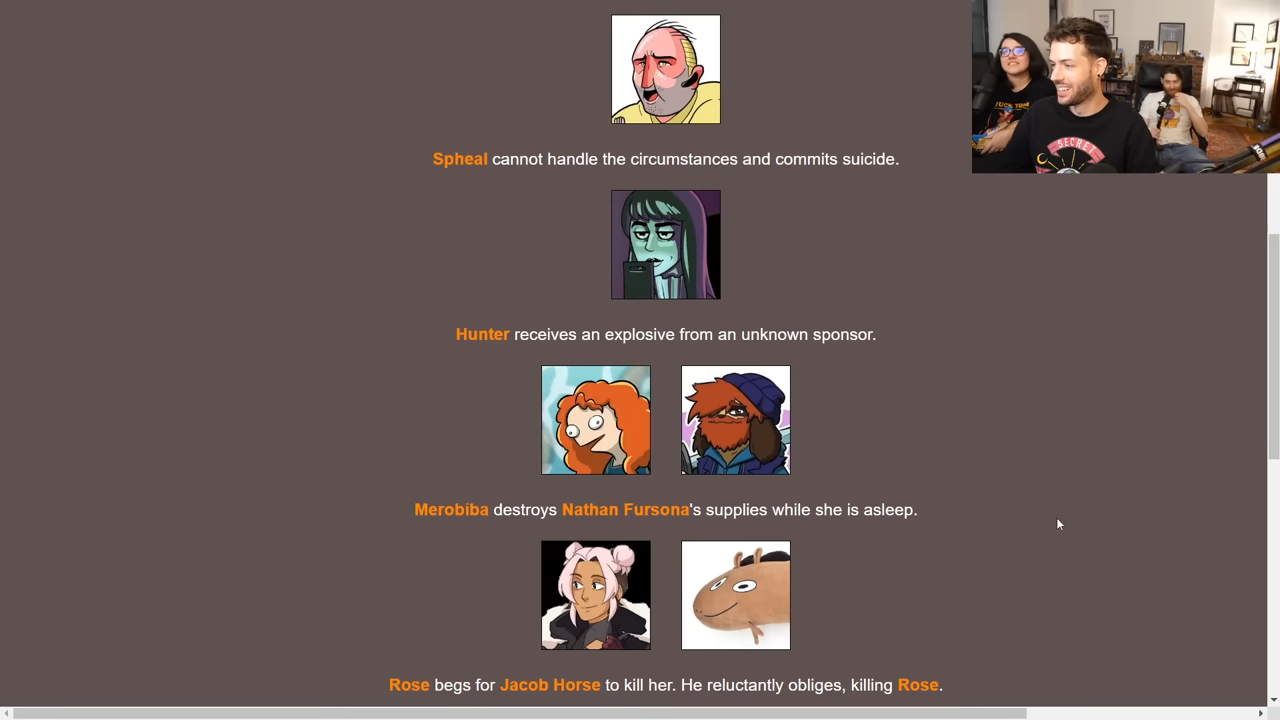 Spheal cannot handle the circumstances and commits suicide.
Hunter receives an explosive from an unknown sponsor.
Merobiba destroys Nathan Fursona's supplies while she is asleep.
Rose begs for Jacob Horse to kill her. He reluctantly obliges, killing Rose.
SECRET